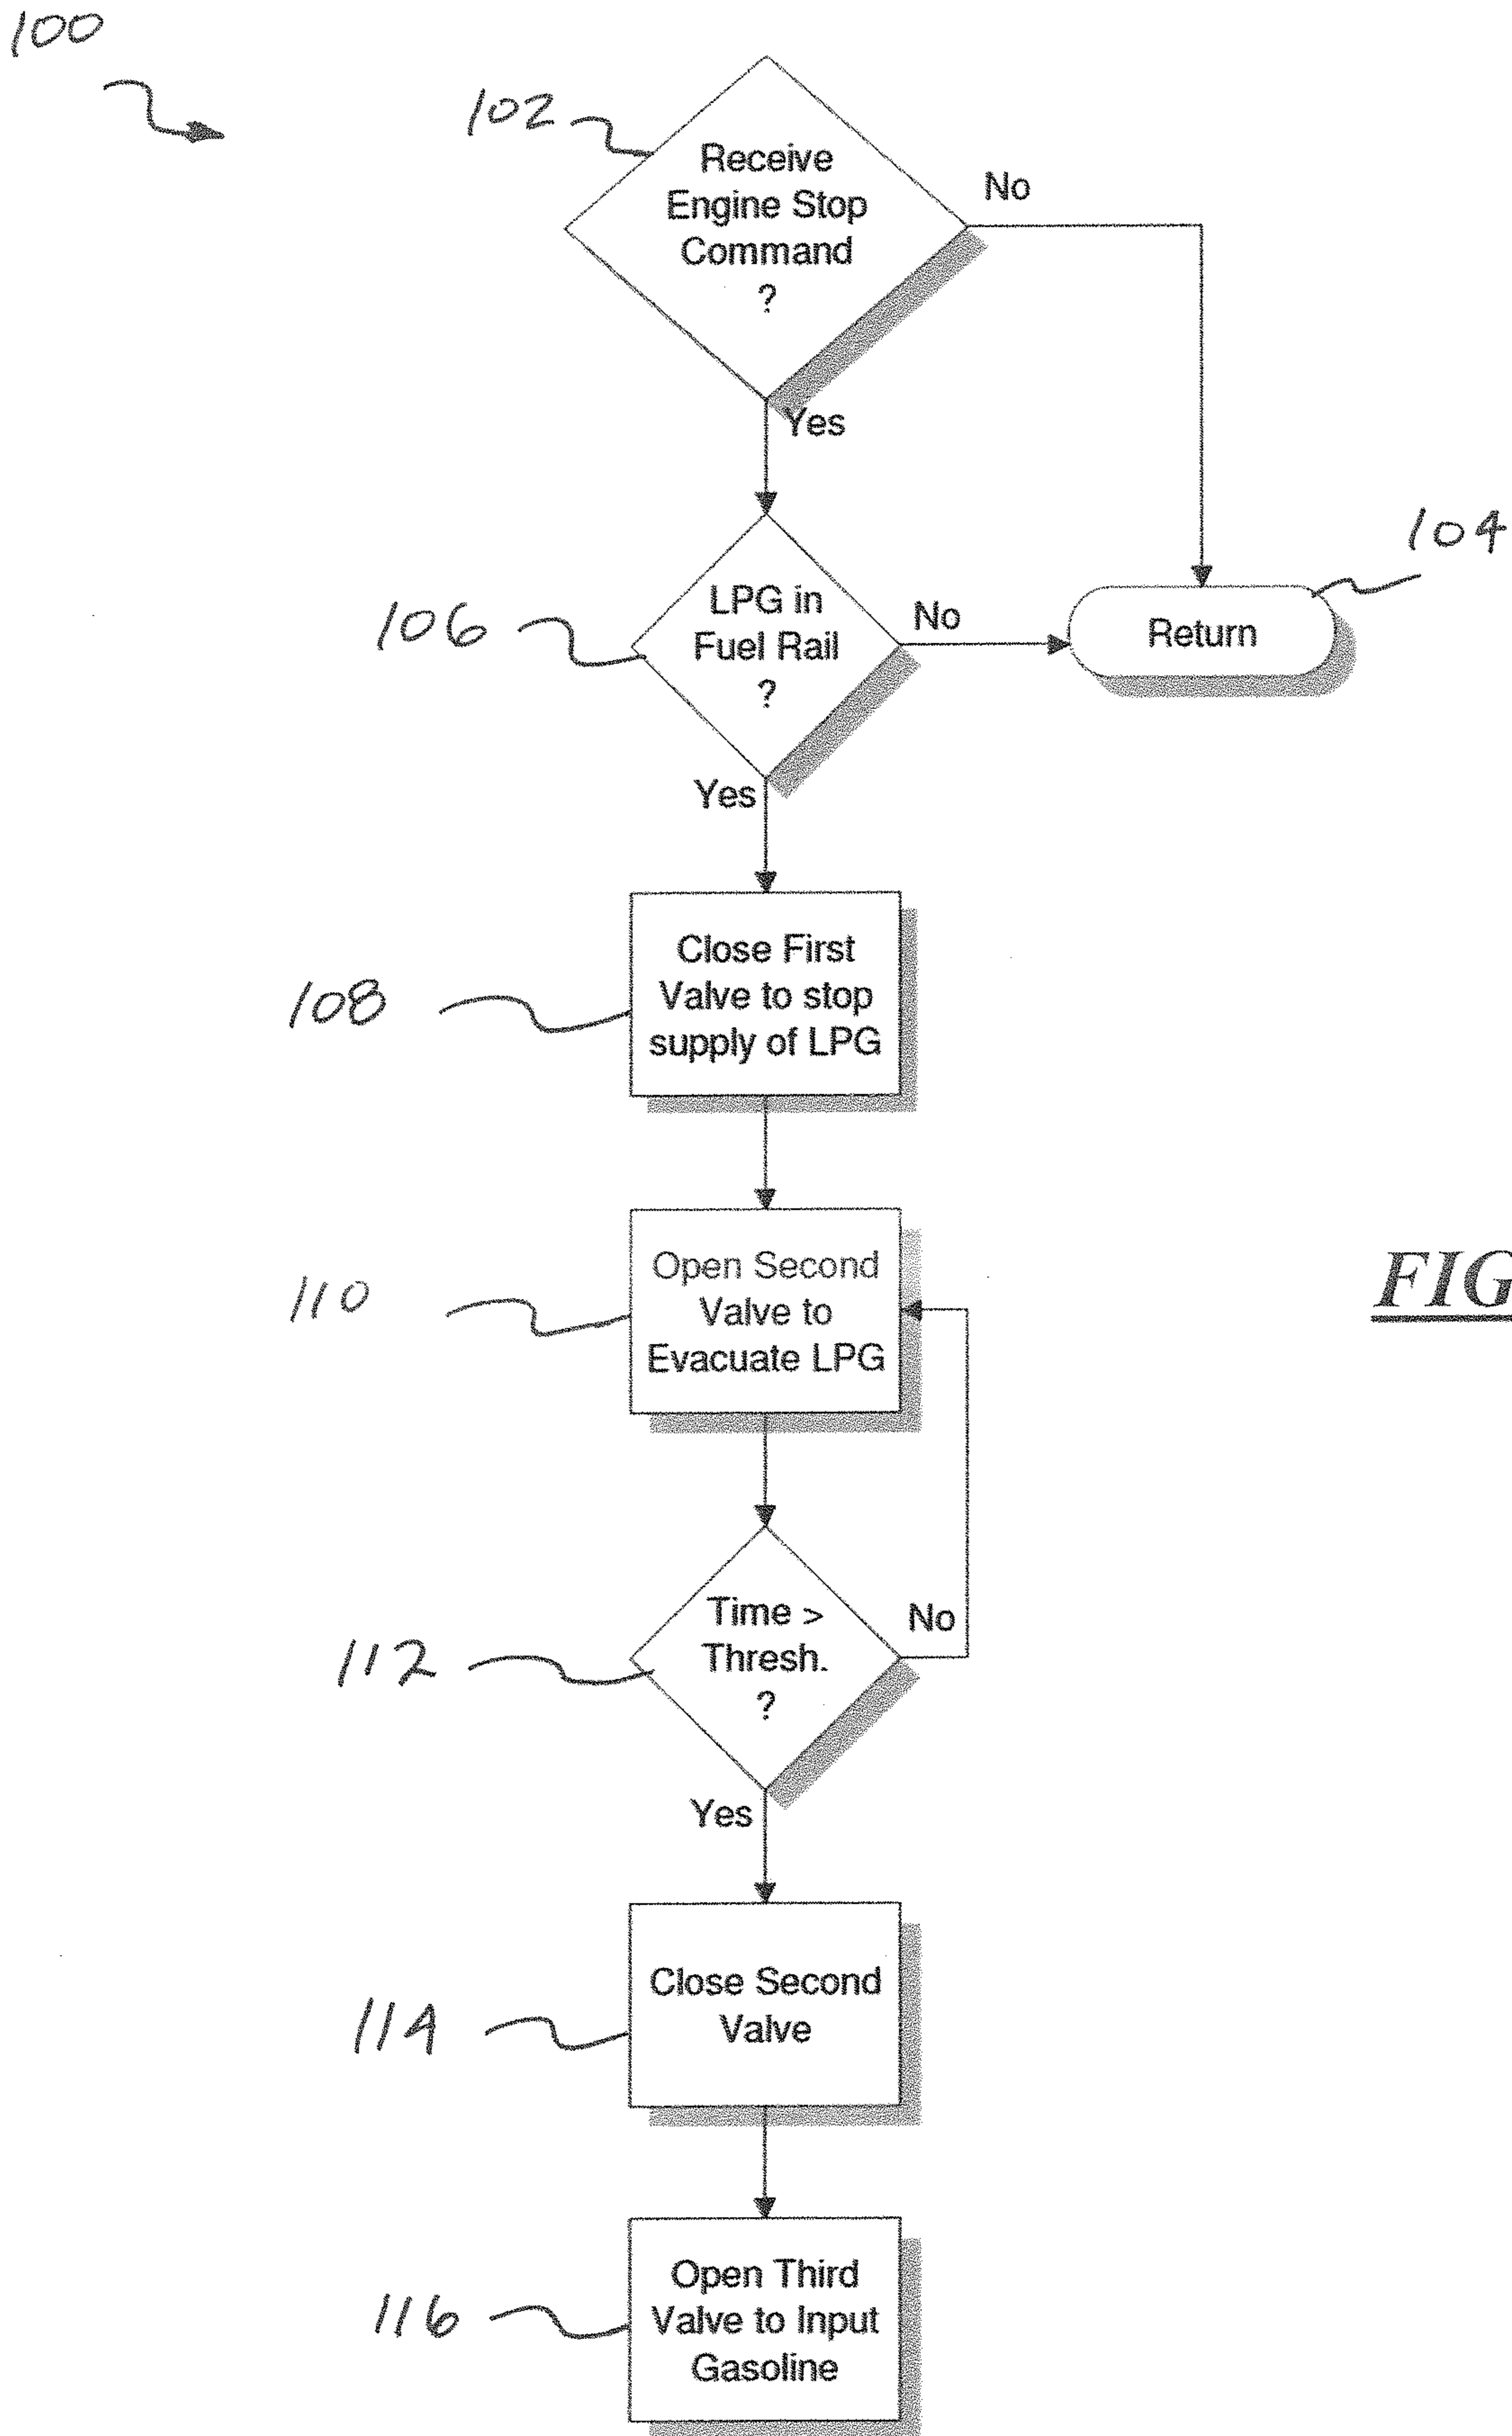 100
102
Receive
Engine Stop
Command
?
No
Yes
104
106
LPG in
Fuel Rail
?
No
Return
Yes
108
Close First
Valve to stop
supply of LPG
110
Open Second
Valve to
Evacuate LPG
FIG
112
Time >
Thresh.
?
No
Yes
114
Close Second
Valve
116
Open Third
Valve to Input
Gasoline